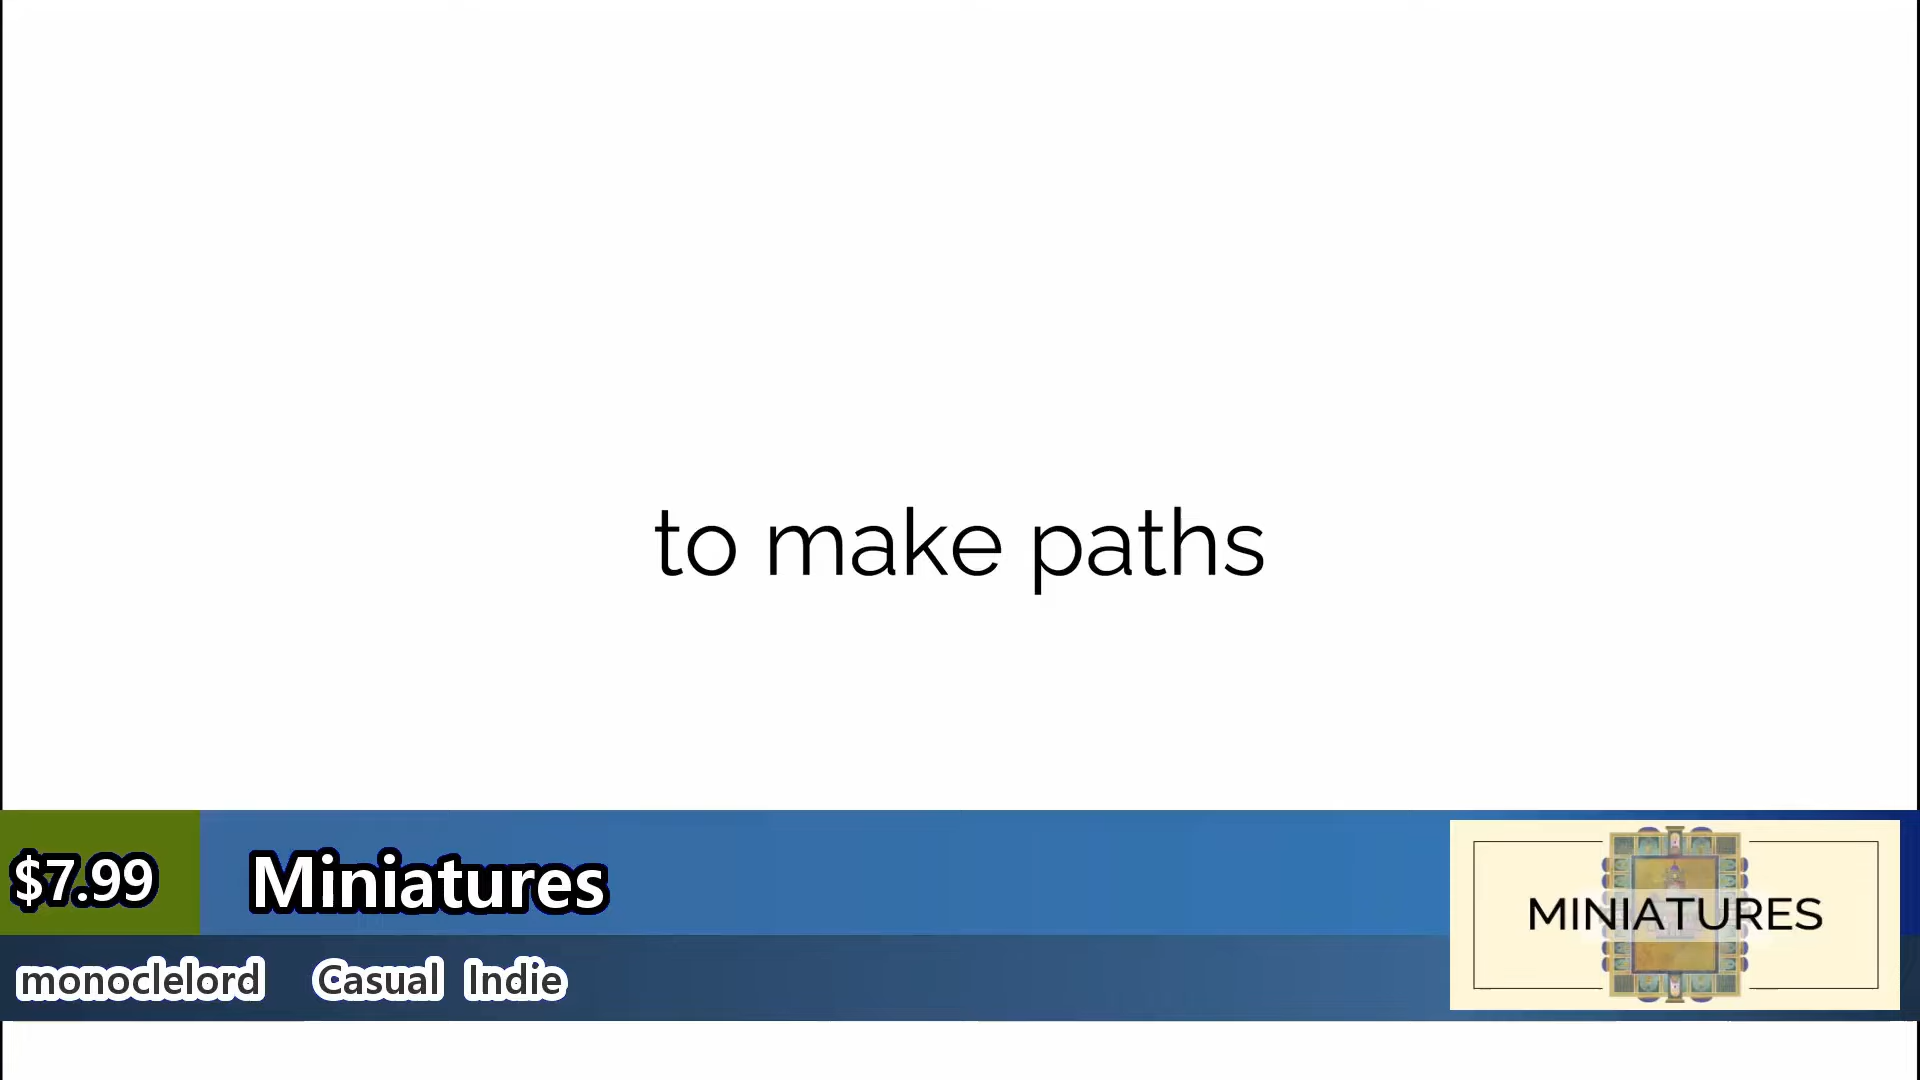 to make paths
$7.99
Miniatures
MINIATURES
monoclelord Casual Indie